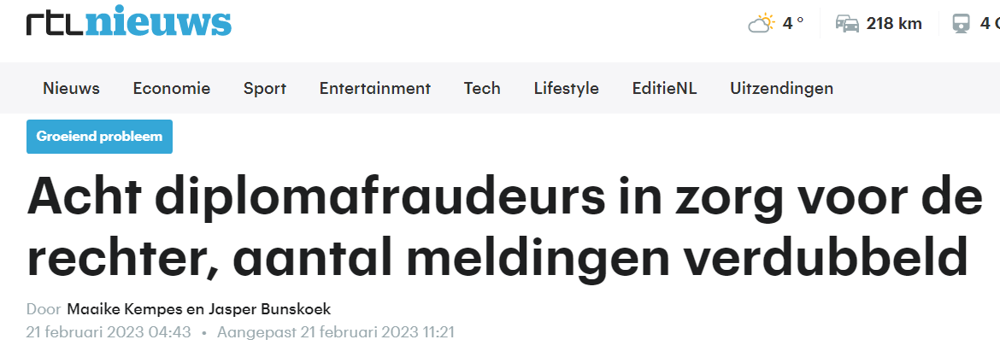 rtlnieuws
4 °
218 km
4
Nieuws Economie Sport Entertainment Tech Lifestyle EditieNL Uitzendingen
Groeiend probleem
Acht diplomafraudeurs in zorg voor de
rechter, aantal meldingen verdubbeld
Door Maaike Kempes en Jasper Bunskoek
21 februari 2023 04:43 • Aangepast 21 februari 2023 11:21